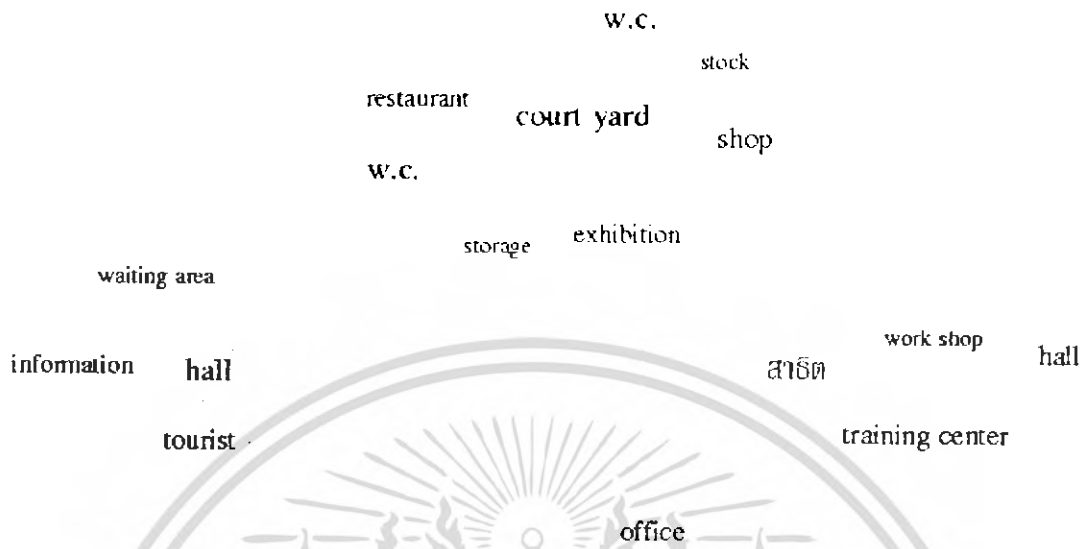 w.c.
stock
restaurant
court yard
shop
w.c.
exhibition
storage
waiting area
work shop
information
hall
สาธิต
hall
tourist
training center
office